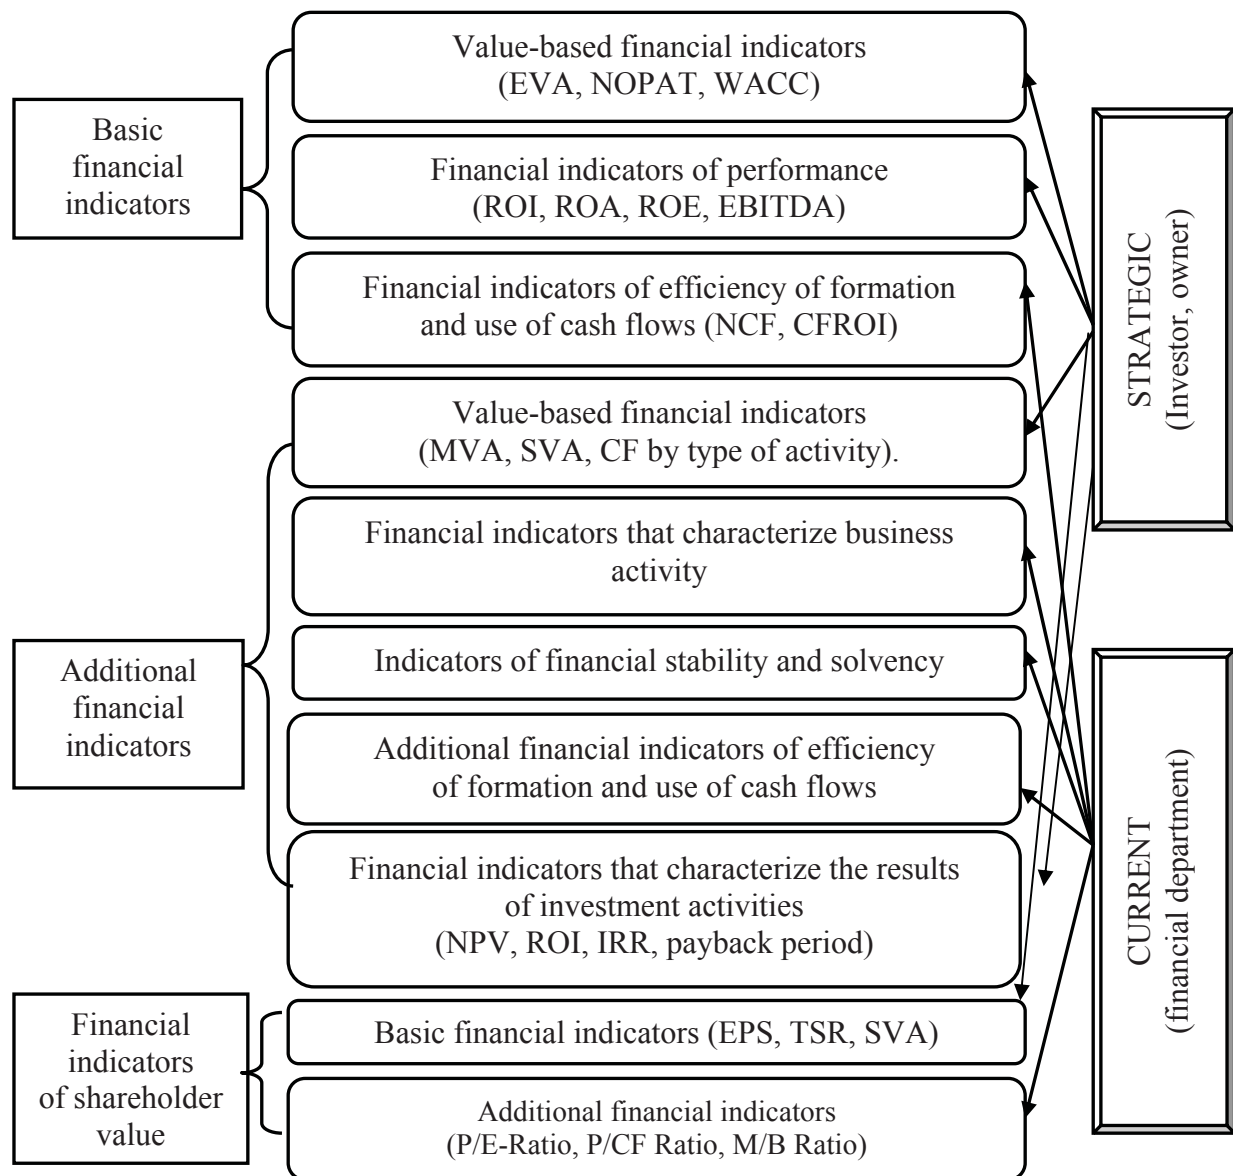 Basic
financial
indicators
Value-based financial indicators
(EVA, NOPAT, WACC)
Financial indicators of performance
(ROI, ROA, ROE, EBITDA)
Financial indicators of efficiency of formation
and use of cash flows (NCF, CFROI)
Additional
financial
indicators
Value-based financial indicators
(MVA, SVA, CF by type of activity).
Financial indicators that characterize business
activity
Indicators of financial stability and solvency
Additional financial indicators of efficiency
of formation and use of cash flows
Financial indicators that characterize the results
of investment activities
(NPV, ROI, IRR, payback period)
Financial
indicators
of shareholder
value
Basic financial indicators (EPS, TSR, SVA)
Additional financial indicators
(P/E-Ratio, P/CF Ratio, M/B Ratio)
STRATEGIC
(Investor, owner)
CURRENT
(financial department)